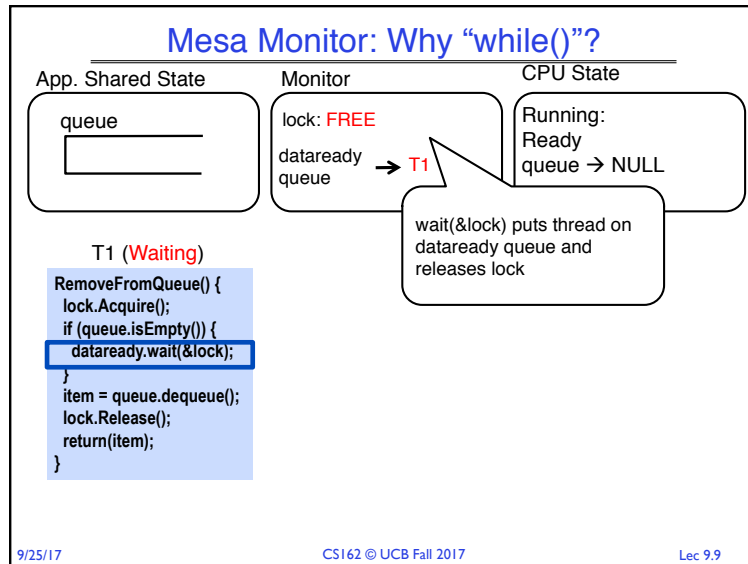 Mesa Monitor: Why “while()”?
App. Shared State
Monitor
CPU State
queue
lock: FREE
dataready
queue → T1
Running:
Ready
queue → NULL
wait(&lock) puts thread on
dataready queue and
releases lock
T1 (Waiting)
RemoveFromQueue() {
lock.Acquire();
if (queue.isEmpty()) {
dataready.wait(&lock);
}
item = queue.dequeue();
lock.Release();
return(item);
}
9/25/17
CS162 © UCB Fall 2017
Lec 9.9